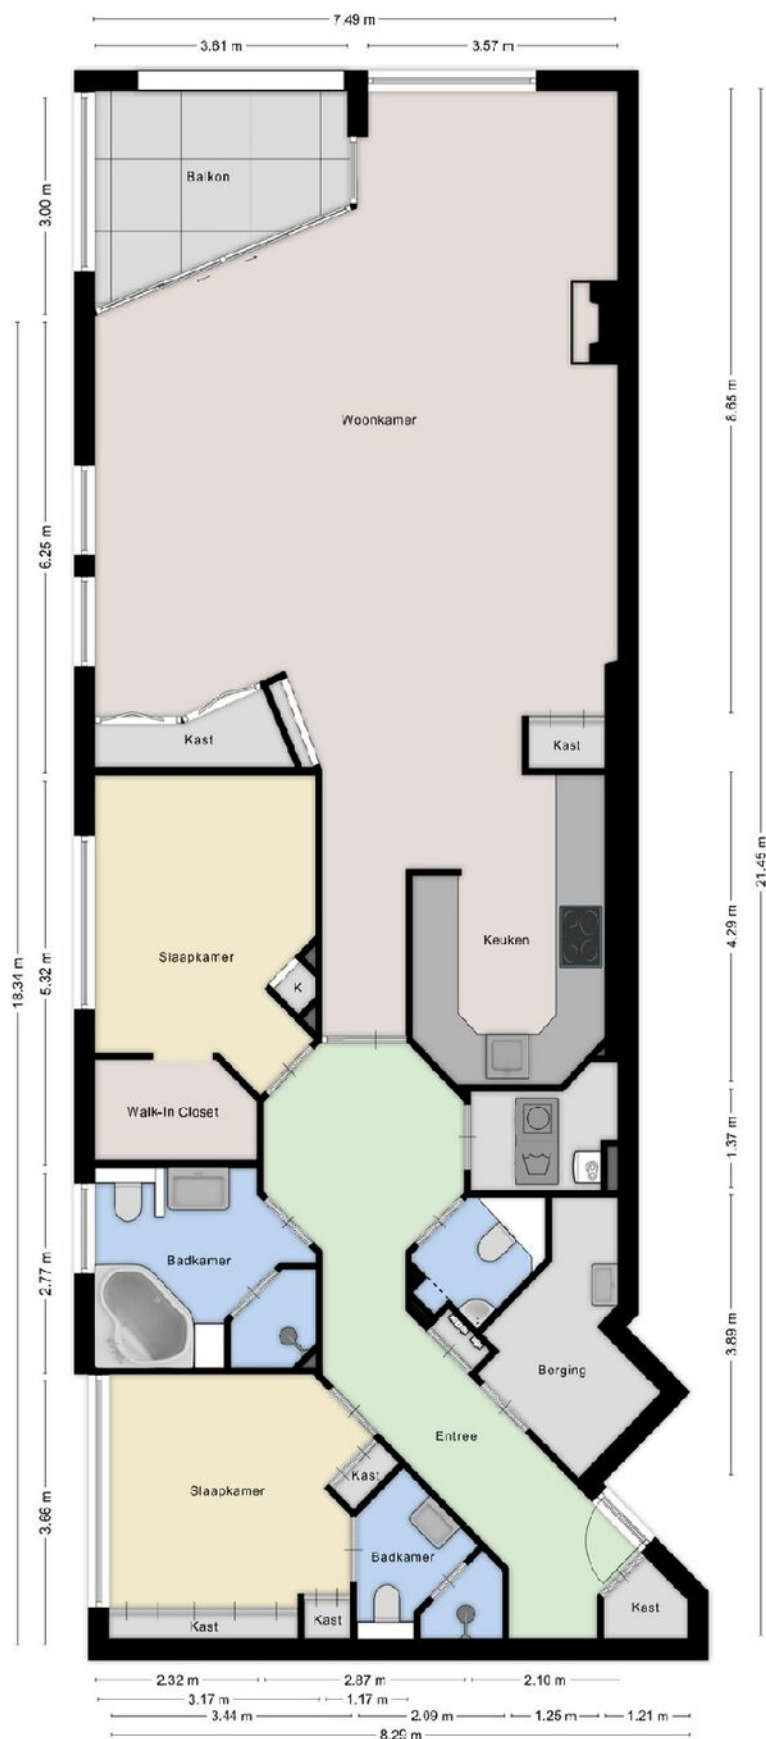 7.49 m
3.61 m
3.57 m
Balkon
3.00 m
8.65 m
Woonkamer
6.25 m
21.45 m
Kast
Kast
Slaapkamer
Keuken
K
18.34 m
5.32 m
4.29 m
Walk-In Closet
1.37 m
Badkamer
2.77 m
3.89 m
Berging
Entree
Slaapkamer
Kast
3.66 m
Badkamer
Kast
Kast
Kast
2.32 m
2.87 m
2.10 m
3.17 m
1.17 m
3.44 m
2.09 m
1.25 m
1.21 m
8.29 m